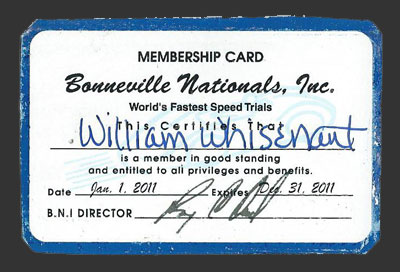 MEMBERSHIP CARD
Bonneville Nationals, Inc.
World's Fastest Speed Trials
This Certifies That
William Whisenant
is a member in good standing
and entitled to all privileges and benefits.
Date Jan. 1, 2011 Expires Dec. 31, 2011
B.N.I DIRECTOR